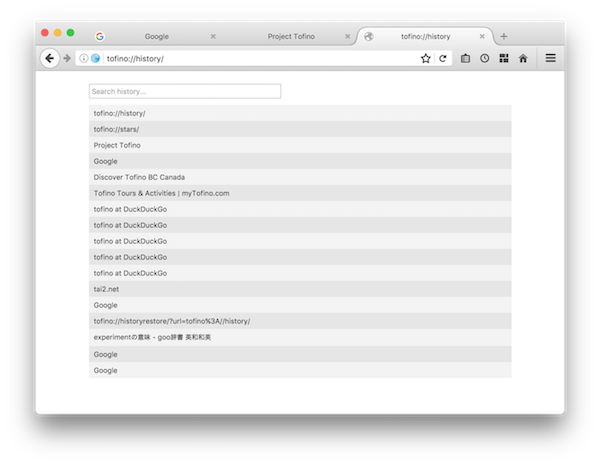 Google
Project Tofino
tofino://history
tofino://history/
Search history...
tofino://history/
tofino://stars/
Project Tofino
Google
Discover Tofino BC Canada
Tofino Tours & Activities | myTofino.com
tofino at DuckDuckGo
tofino at DuckDuckGo
tofino at DuckDuckGo
tofino at DuckDuckGo
tofino at DuckDuckGo
tai2.net
Google
tofino://historyrestore/?url=tofino%3A//history/
experimentの意味 - goo辞書 英和和英
Google
Google